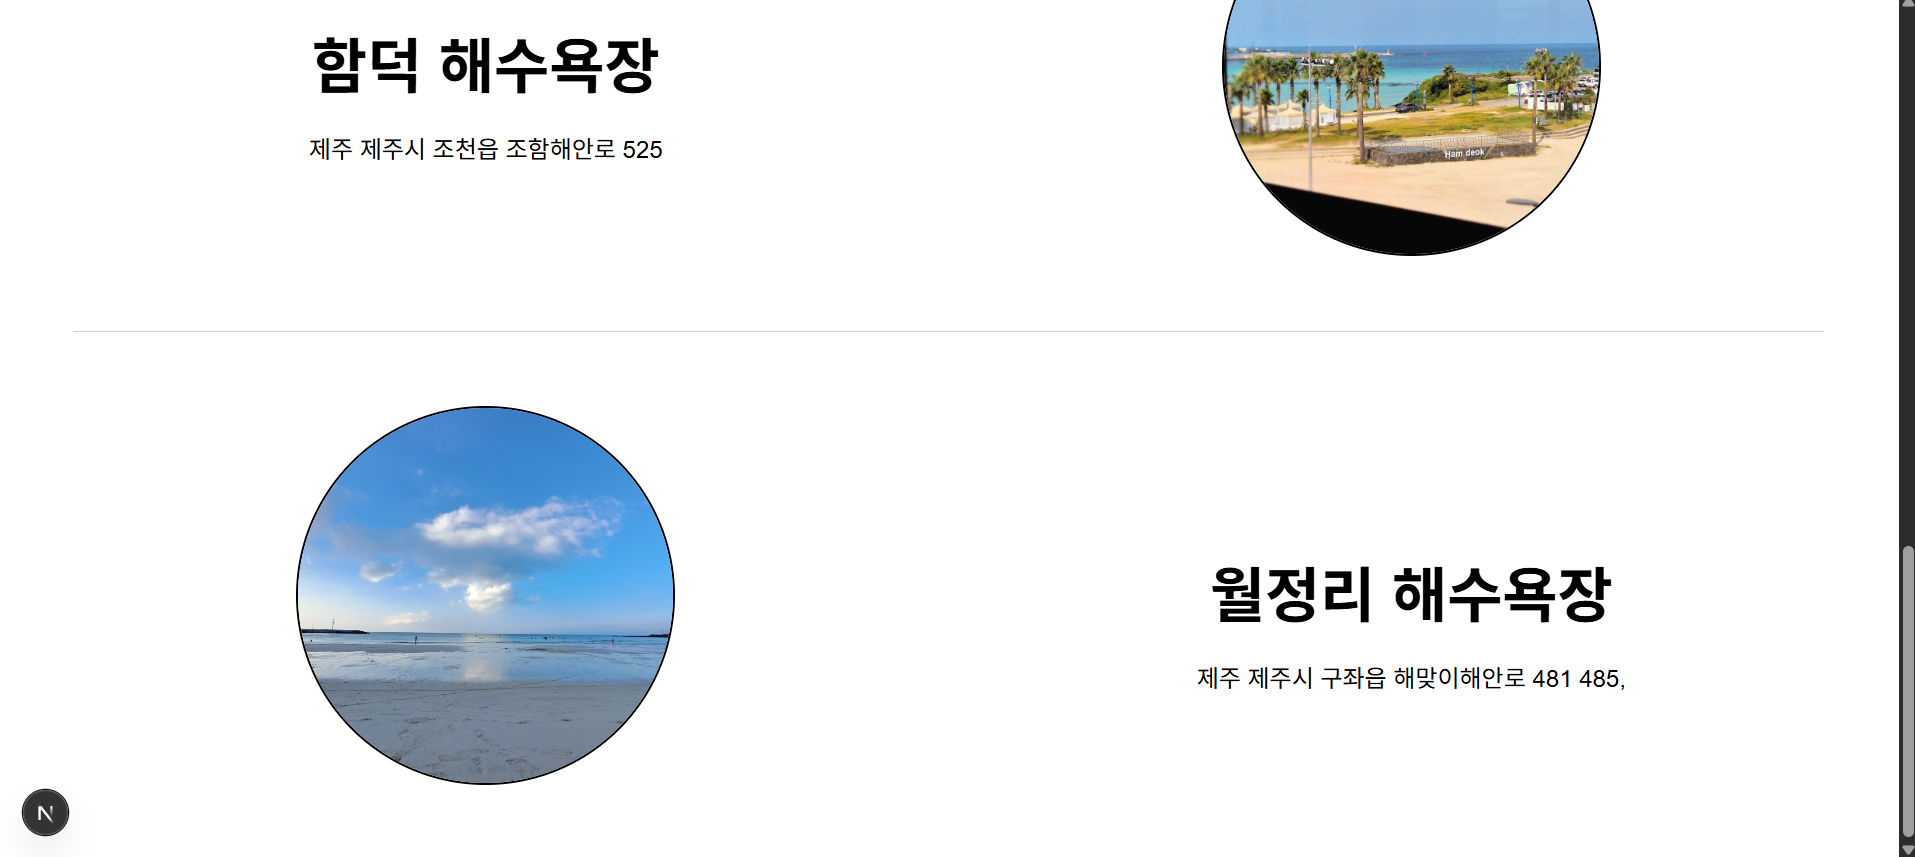 함덕 해수욕장
제주 제주시 조천읍 조함해안로 525
Ham deok
월정리 해수욕장
제주 제주시 구좌읍 해맞이해안로 481 485,
N